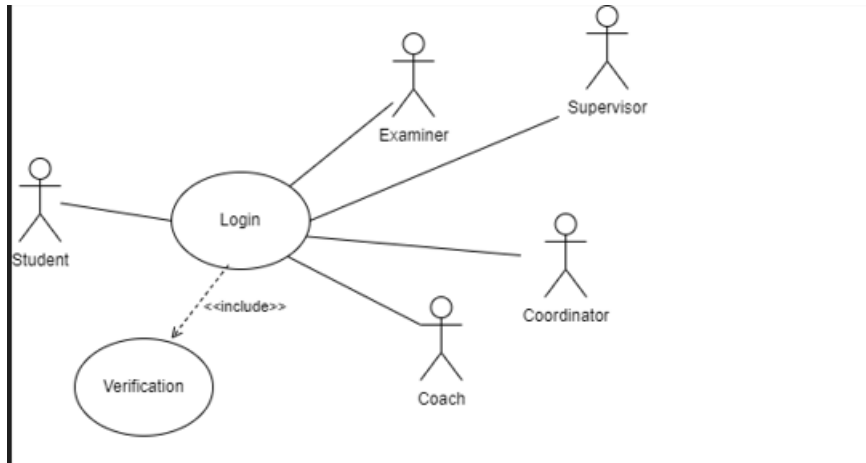 Supervisor
Examiner
Login
Student
<<include>>
Coordinator
Verification
Coach